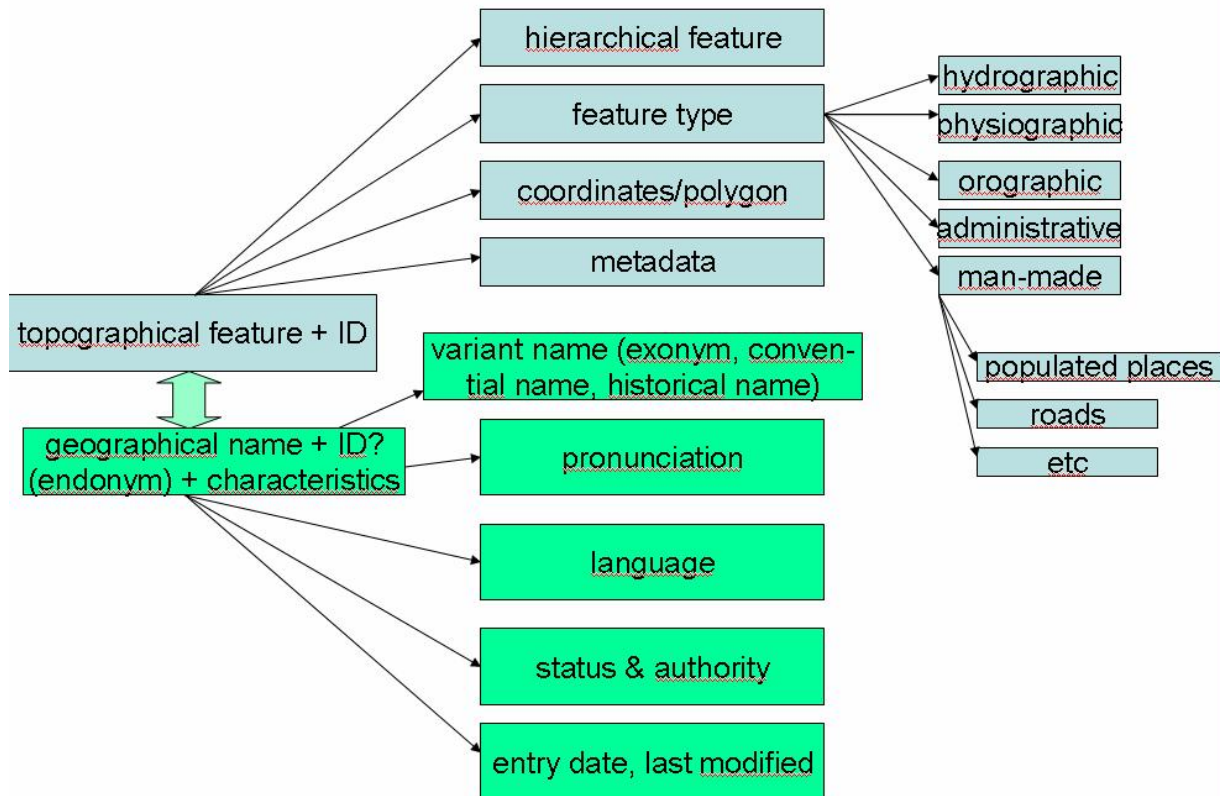 hierarchical feature
feature type
coordinates/polygon
metadata
hydrographic
physiographic
orographic
administrative
man-made
populated places
roads
etc
topographical feature + ID
geographical name + ID?
(endonym) + characteristics
variant name (exonym, conven-
tial name, historical name)
pronunciation
language
status & authority
entry date, last modified